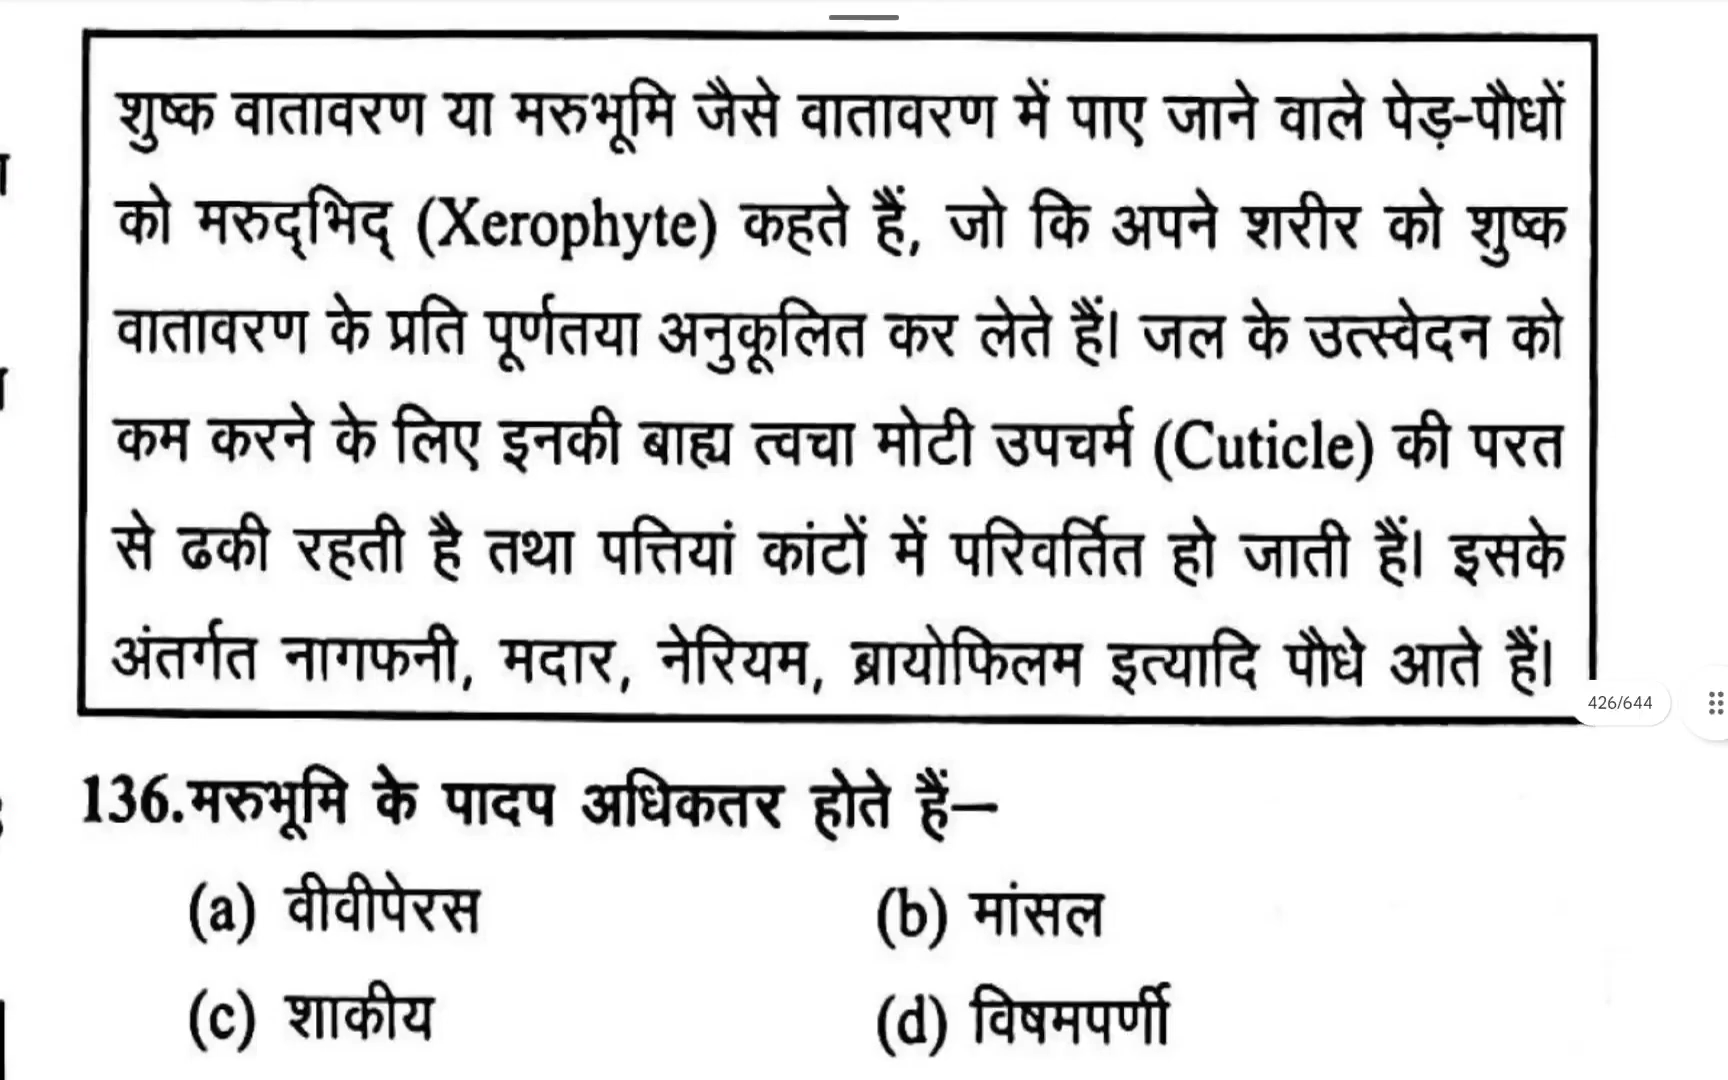 शुष्क वातावरण या मरुभूमि जैसे वातावरण में पाए जाने वाले पेड़-पौधों
को मरुद्भिद् (Xerophyte) कहते हैं, जो कि अपने शरीर को शुष्क
वातावरण के प्रति पूर्णतया अनुकूलित कर लेते हैं। जल के उत्स्वेदन को
कम करने के लिए इनकी बाह्य त्वचा मोटी उपचर्म (Cuticle) की परत
से ढकी रहती है तथा पत्तियां कांटों में परिवर्तित हो जाती हैं। इसके
अंतर्गत नागफनी, मदार, नेरियम, ब्रायोफिलम इत्यादि पौधे आते हैं।
426/644
136.मरुभूमि के पादप अधिकतर होते हैं—
(a) वीवीपेरस (b) मांसल
(c) शाकीय (d) विषमपर्णी